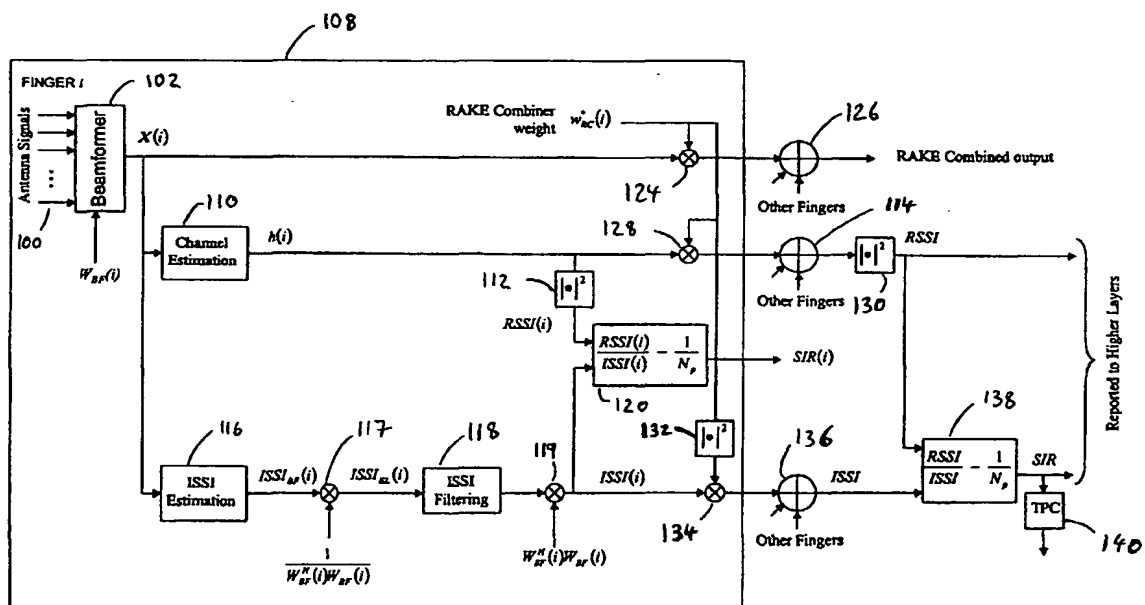 108
FINGER i
102
Antenna Signals
...
100
Beamformer
X(i)
W_BF(i)
RAKE Combiner
weight
w*_RC(i)
124
126
RAKE Combined output
Other Fingers
110
Channel
Estimation
h(i)
128
114
Other Fingers
|•|²
130
RSSI
112
|•|²
RSSI(i)
RSSI(i)/ISSI(i) - 1/N_p
120
SIR(i)
Reported to Higher Layers
116
ISSI
Estimation
ISSI_BF(i)
117
1/(W^H_BF(i)W_BF(i))
118
ISSI
Filtering
119
W^H_BF(i)W_BF(i)
ISSI(i)
132
|•|²
134
136
Other Fingers
ISSI
138
RSSI/ISSI - 1/N_p
SIR
TPC
140